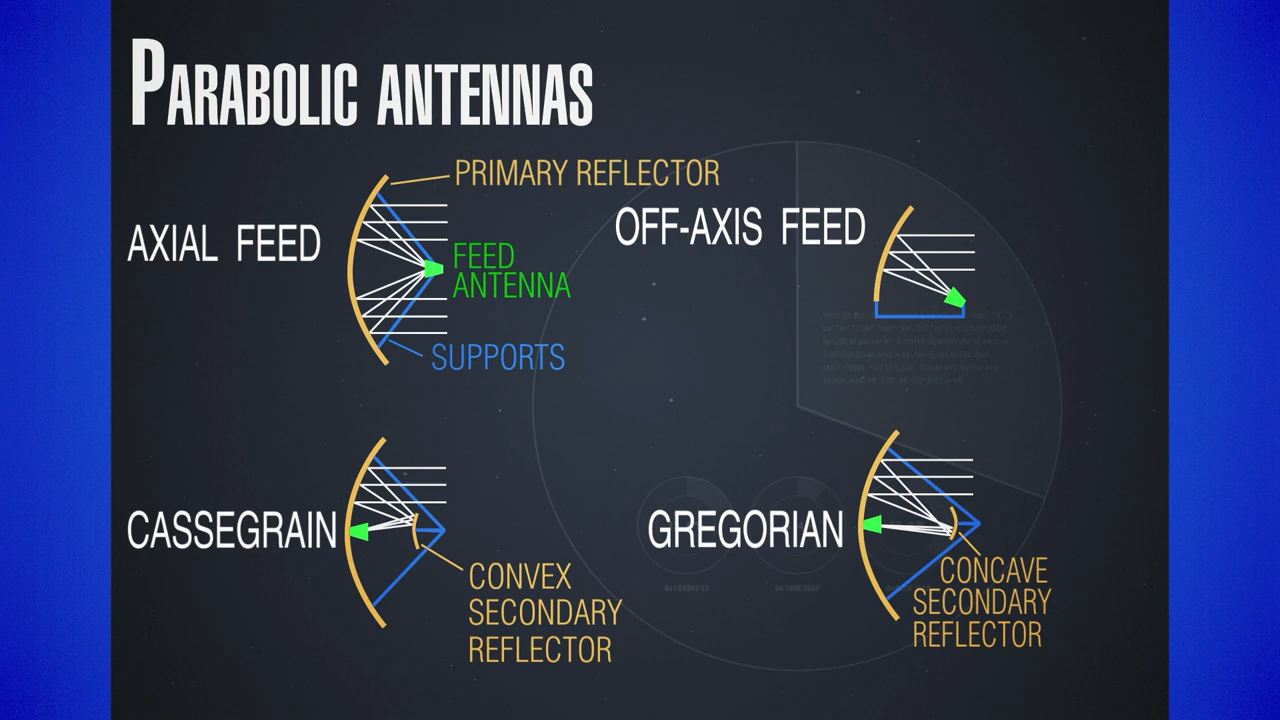 PARABOLIC ANTENNAS
PRIMARY REFLECTOR
AXIAL FEED
FEED
ANTENNA
SUPPORTS
OFF-AXIS FEED
CASSEGRAIN
CONVEX
SECONDARY
REFLECTOR
GREGORIAN
CONCAVE
SECONDARY
REFLECTOR